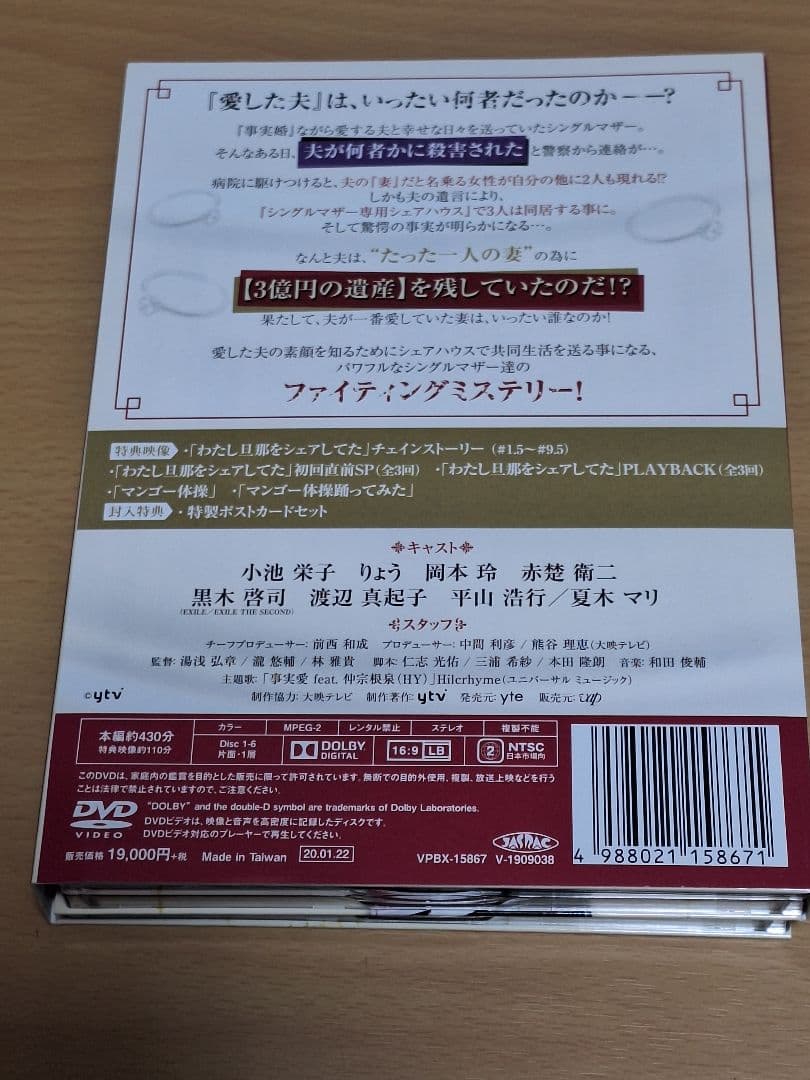 『愛した夫』は、いったい何者だったのか――?
『事実婚』ながら愛する夫と幸せな日々を送っていたシングルマザー。
そんなある日、夫が何者かに殺害されたと警察から連絡が…。
病院に駆けつけると、夫の『妻』だと名乗る女性が自分の他に2人も現れる!?
しかも夫の遺言により、
『シングルマザー専用シェアハウス』で3人は同居する事に。
そして驚愕の事実が明らかになる…。
なんと夫は、“たった一人の妻”の為に
【3億円の遺産】を残していたのだ!?
果たして、夫が一番愛していた妻は、いったい誰なのか!
愛した夫の素顔を知るためにシェアハウスで共同生活を送る事になる、
パワフルなシングルマザー達の
ファイティングミステリー!
特典映像 ・「わたし旦那をシェアしてた」チェインストーリー (#1.5~#9.5)
・「わたし旦那をシェアしてた」初回直前SP(全3回) ・「わたし旦那をシェアしてた」PLAYBACK(全3回)
・「マンゴー体操」 ・「マンゴー体操踊ってみた」
封入特典 ・特製ポストカードセット
キャスト
小池 栄子 りょう 岡本 玲 赤楚 衛二
黒木 啓司 渡辺 真起子 平山 浩行/夏木 マリ
(EXILE/EXILE THE SECOND)
スタッフ
チーフプロデューサー: 前西 和成 プロデューサー: 中間 利彦 / 熊谷 理恵(大映テレビ)
監督: 湯浅 弘章 / 瀧 悠輔 / 林 雅貴 脚本: 仁志 光佑 / 三浦 希紗 / 本田 隆朗 音楽: 和田 俊輔
主題歌:「事実愛 feat. 仲宗根泉(HY)」Hilcrhyme(ユニバーサル ミュージック)
©ytv 制作協力: 大映テレビ 制作著作: ytv 発売元: yte 販売元: vap
本編約430分
特典映像約110分
カラー MPEG-2 レンタル禁止 ステレオ 複製不能
Disc 1-6
片面・1層
DOLBY DIGITAL 16:9 LB 2 NTSC
日本市場向
このDVDは、家庭内の鑑賞を目的とした販売に限って許可されています。無断での目的外使用、複製、放送上映などを行う
ことは法律で禁止されていますので、ご注意ください。
DVD VIDEO
"DOLBY" and the double-D symbol are trademarks of Dolby Laboratories.
DVDビデオは、映像と音声を高密度に記録したディスクです。
DVDビデオ対応のプレーヤーで再生してください。
販売価格 19,000円+税 Made in Taiwan 20.01.22
JASRAC
VPBX-15867 V-1909038
4 988021 158671